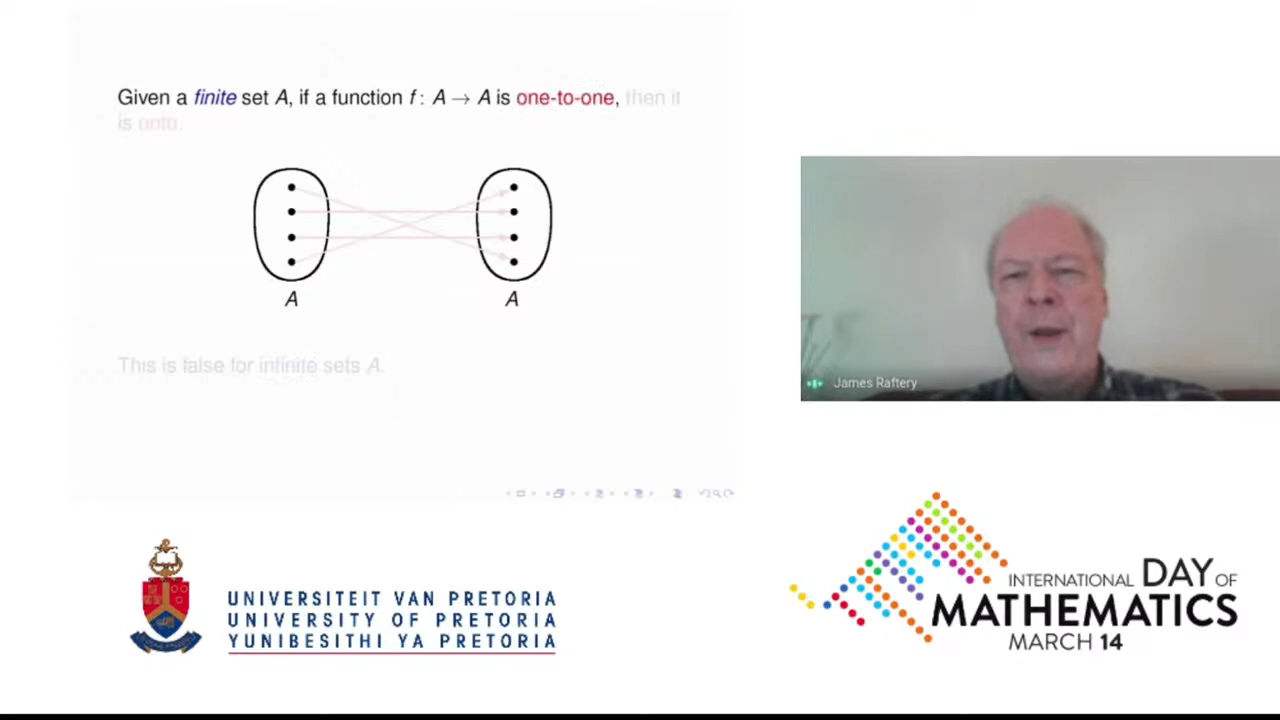 Given a finite set A, if a function f : A → A is one-to-one, then it
is onto.
A
A
This is false for infinite sets A.
James Raftery
UNIVERSITEIT VAN PRETORIA
UNIVERSITY OF PRETORIA
YUNIBESITHI YA PRETORIA
INTERNATIONAL DAY OF
MATHEMATICS
MARCH 14